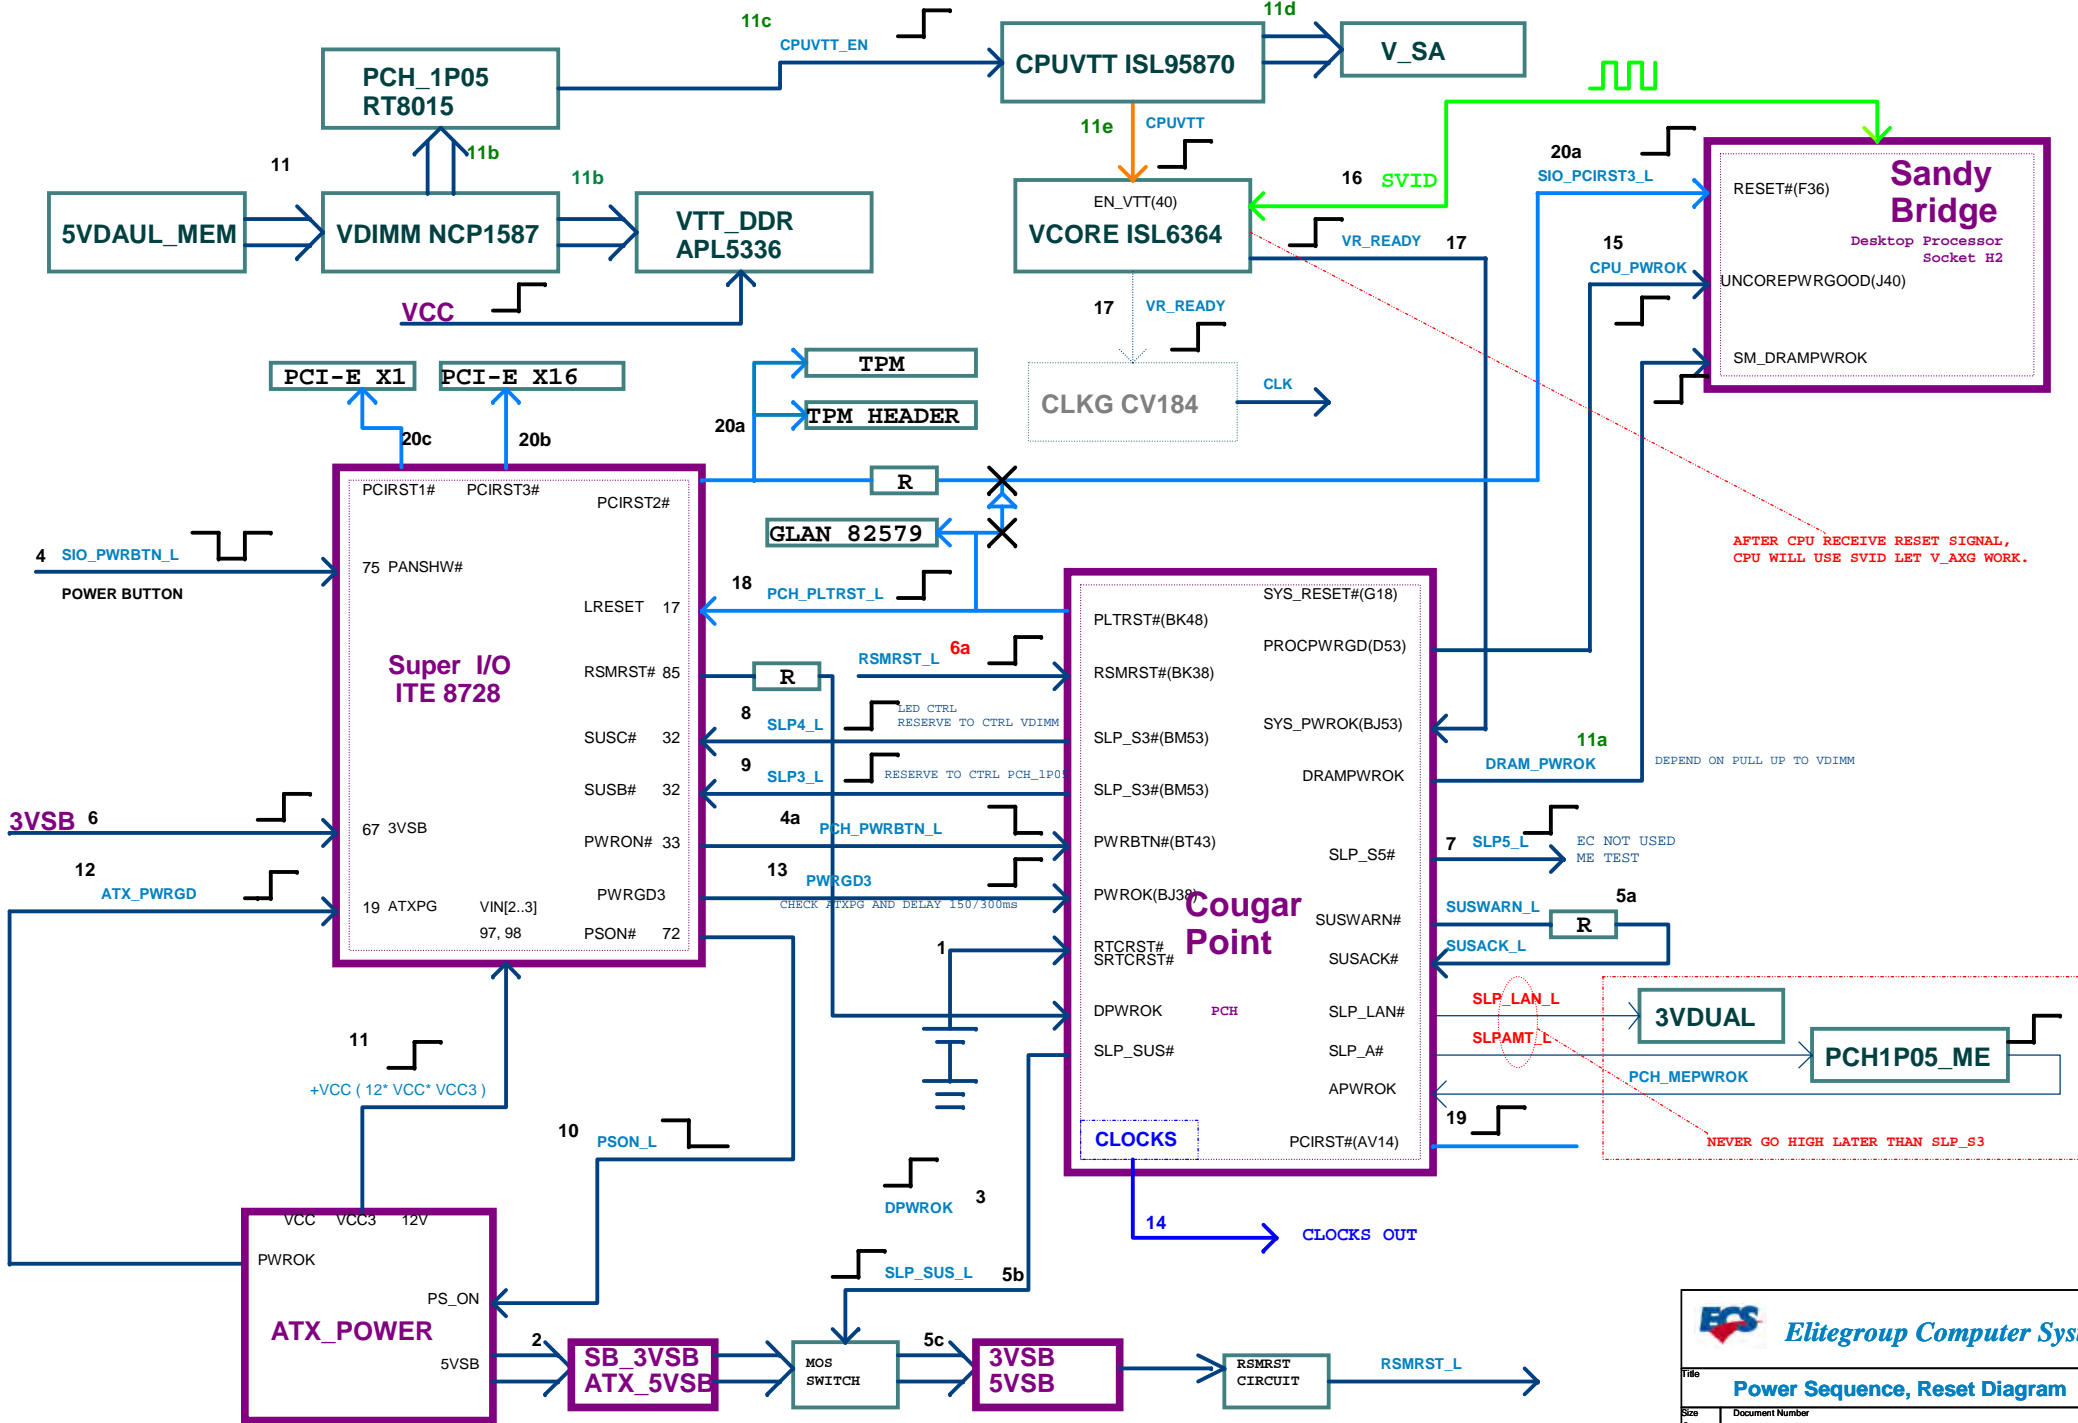 11c
11d
CPUVTT_EN
PCH_1P05
RT8015
CPUVTT ISL95870
V_SA
11e
CPUVTT
11
11b
11b
5VDAUL_MEM
VDIMM NCP1587
VTT_DDR
APL5336
EN_VTT(40)
VCORE ISL6364
16
SVID
20a
SIO_PCIRST3_L
VR_READY
17
15
CPU_PWROK
RESET#(F36)
Sandy
Bridge
Desktop Processor
Socket H2
UNCOREPWRGOOD(J40)
SM_DRAMPWROK
VCC
17
VR_READY
PCI-E X1
PCI-E X16
TPM
TPM HEADER
CLKG CV184
CLK
20c
20b
20a
R
GLAN 82579
AFTER CPU RECEIVE RESET SIGNAL,
CPU WILL USE SVID LET V_AXG WORK.
PCIRST1#
PCIRST3#
PCIRST2#
4
SIO_PWRBTN_L
POWER BUTTON
75 PANSHW#
LRESET 17
Super I/O
ITE 8728
RSMRST# 85
SUSC# 32
SUSB# 32
67 3VSB
PWRON# 33
PWRGD3
19 ATXPG
VIN[2..3]
97, 98
PSON# 72
3VSB
6
12
ATX_PWRGD
18
PCH_PLTRST_L
R
RSMRST_L
6a
8
SLP4_L
LED CTRL
RESERVE TO CTRL VDIMM
9
SLP3_L
RESERVE TO CTRL PCH_1P05
4a
PCH_PWRBTN_L
13
PWRGD3
CHECK ATXPG AND DELAY 150/300ms
1
SYS_RESET#(G18)
PLTRST#(BK48)
PROCPWRGD(D53)
RSMRST#(BK38)
SLP_S3#(BM53)
SYS_PWROK(BJ53)
SLP_S3#(BM53)
DRAMPWROK
PWRBTN#(BT43)
SLP_S5#
PWROK(BJ38)
Cougar
Point
SUSWARN#
RTCRST#
SRTCRST#
SUSACK#
DPWROK
PCH
SLP_LAN#
SLP_SUS#
SLP_A#
APWROK
CLOCKS
PCIRST#(AV14)
11a
DRAM_PWROK
DEPEND ON PULL UP TO VDIMM
7
SLP5_L
EC NOT USED
ME TEST
SUSWARN_L
5a
R
SUSACK_L
SLP_LAN_L
3VDUAL
SLPAMT_L
PCH1P05_ME
PCH_MEPWROK
19
NEVER GO HIGH LATER THAN SLP_S3
11
+VCC ( 12* VCC* VCC3 )
10
PSON_L
DPWROK
3
14
CLOCKS OUT
SLP_SUS_L
5b
VCC
VCC3
12V
PWROK
PS_ON
ATX_POWER
5VSB
2
SB_3VSB
ATX_5VSB
MOS
SWITCH
5c
3VSB
5VSB
RSMRST
CIRCUIT
RSMRST_L
ECS
Elitegroup Computer Sys
Title
Power Sequence, Reset Diagram
Size
Document Number